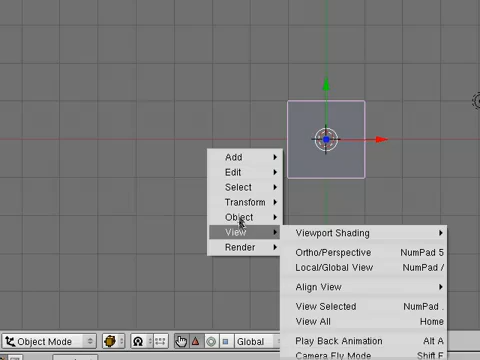 Add
Edit
Select
Transform
Object
View
Render
Viewport Shading
Ortho/Perspective NumPad 5
Local/Global View NumPad /
Align View
View Selected NumPad .
View All Home
Play Back Animation Alt A
Camera Fly Mode Shift F
Object Mode
Global